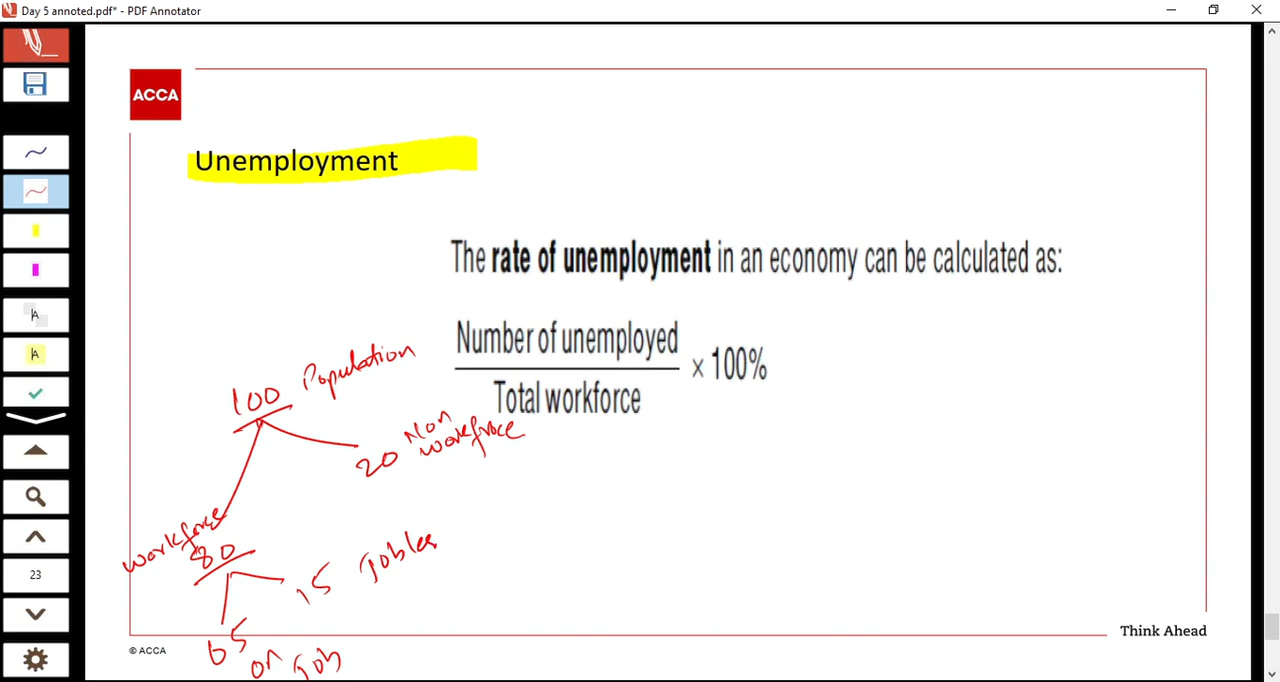 Day 5 annoted.pdf* - PDF Annotator
ACCA
Unemployment
The rate of unemployment in an economy can be calculated as:
Number of unemployed
× 100%
Total workforce
100 Population
20 Non workfroce
workforce
80
15 Jobles
65
on Job
A
A
23
Think Ahead
© ACCA